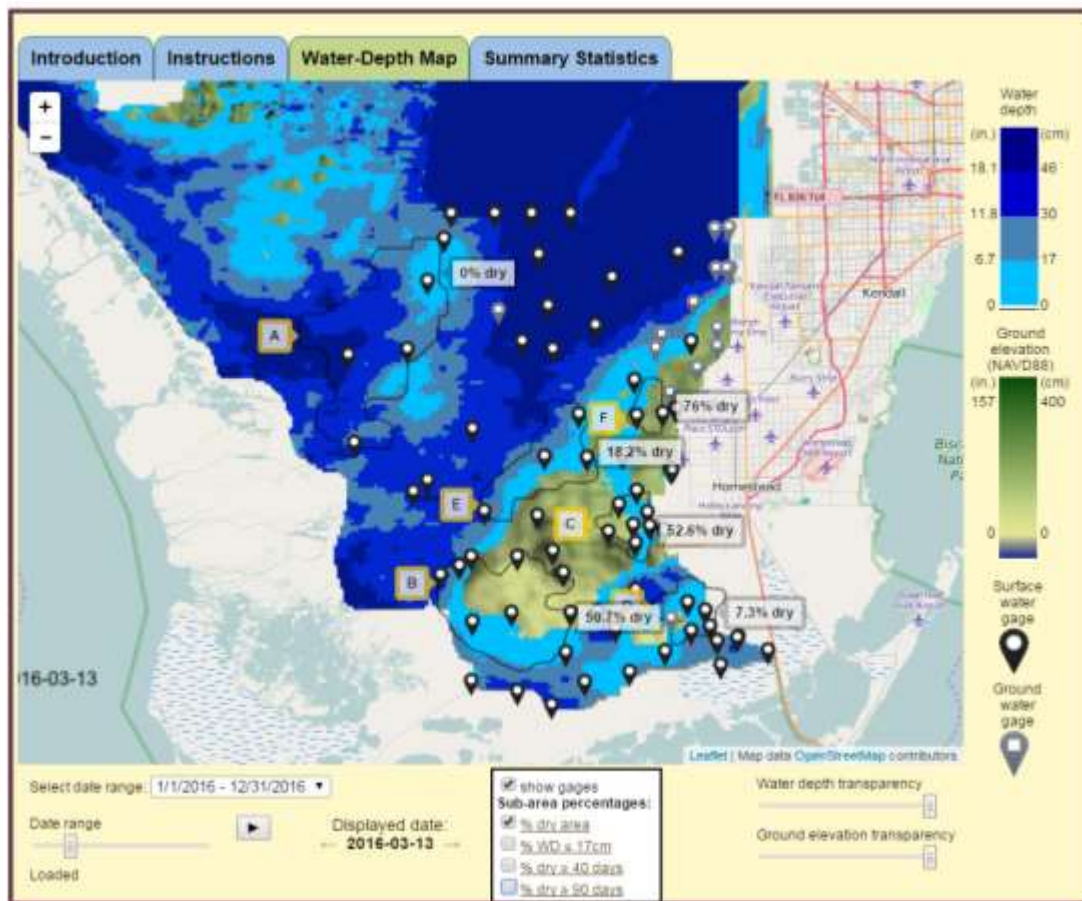 Introduction
Instructions
Water-Depth Map
Summary Statistics
+
−
Water
depth
(in.) (cm)
18.1 46
11.8 30
6.7 17
0 0
Ground
elevation
(NAVD88)
(in.) (cm)
157 400
0 0
Surface
water
gage
Ground
water
gage
Kendall
Homestead
0% dry
76% dry
18.2% dry
52.6% dry
50.7% dry
7.3% dry
A
F
E
C
B
16-03-13
Leaflet | Map data OpenStreetMap contributors
Select date range: 1/1/2016 - 12/31/2016
Date range
Loaded
Displayed date:
← 2016-03-13 →
show gages
Sub-area percentages:
% dry area
% WD ≤ 17cm
% dry ≥ 40 days
% dry ≥ 90 days
Water depth transparency
Ground elevation transparency